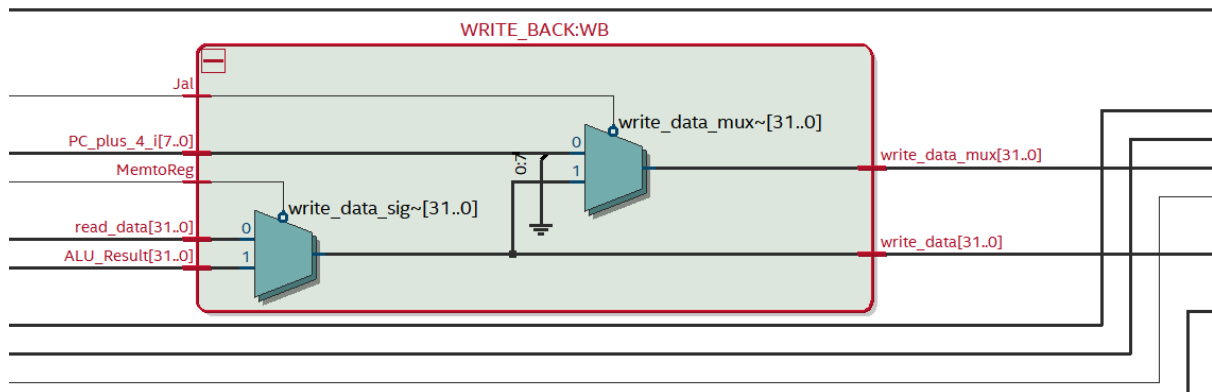 WRITE_BACK:WB
Jal
write_data_mux~[31..0]
PC_plus_4_i[7..0]
0
0:7
write_data_mux[31..0]
MemtoReg
1
write_data_sig~[31..0]
read_data[31..0]
0
write_data[31..0]
ALU_Result[31..0]
1